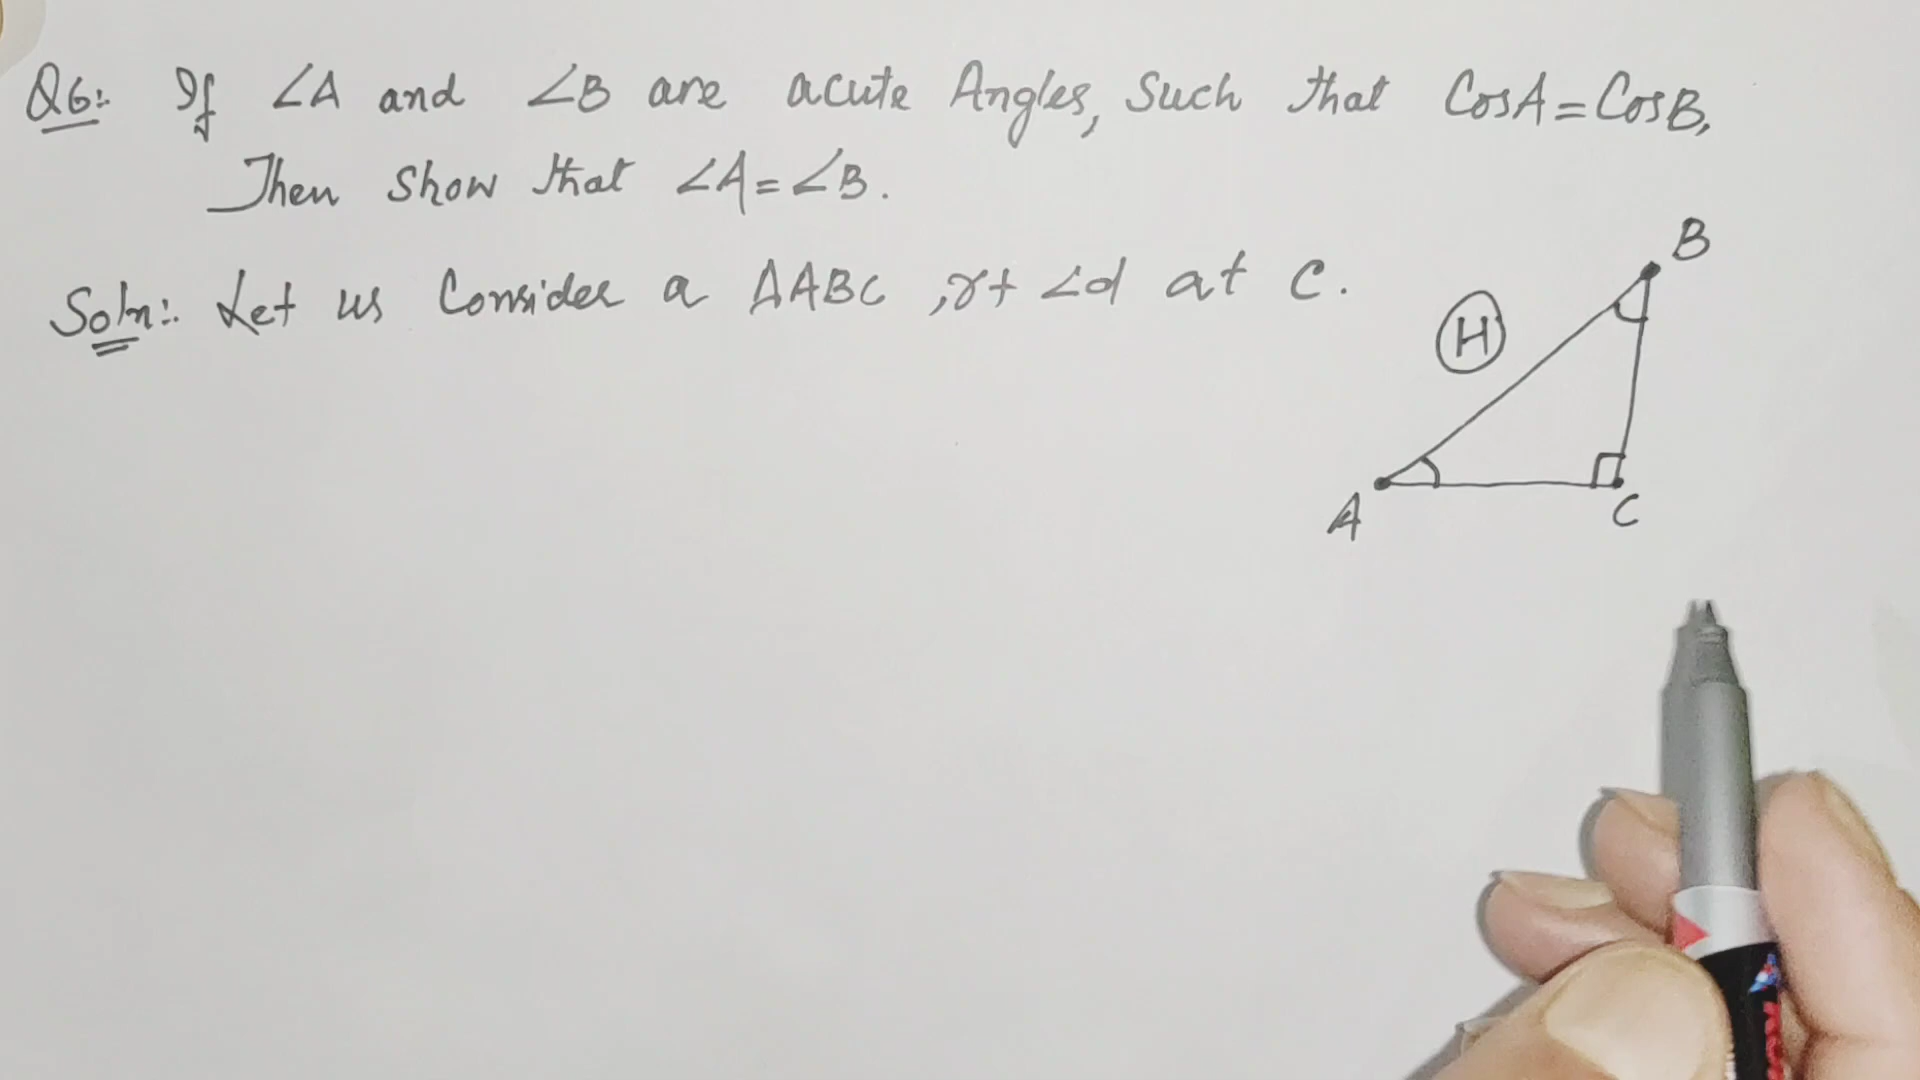 Q6:- If ∠A and ∠B are acute Angles, Such that CosA=CosB,
Then Show that ∠A=∠B.
Soln:- Let us Consider a ΔABC, rt ∠d at C.
B
H
A
C